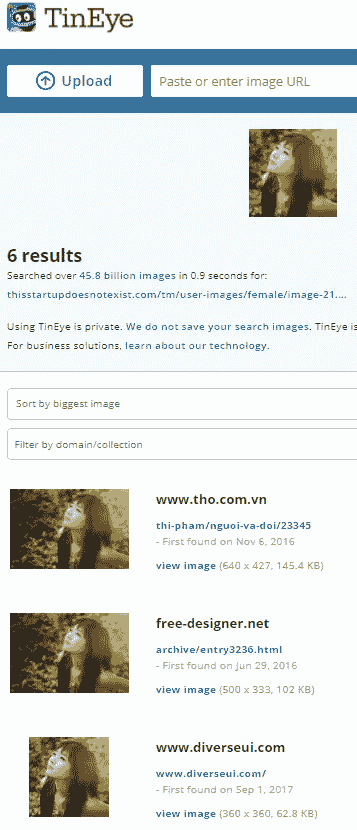 TinEye
Upload
Paste or enter image URL
6 results
Searched over 45.8 billion images in 0.9 seconds for:
thisstartupdoesnotexist.com/tm/user-images/female/image-21....
Using TinEye is private. We do not save your search images. TinEye is
For business solutions, learn about our technology.
Sort by biggest image
Filter by domain/collection
www.tho.com.vn
thi-pham/nguoi-va-doi/23345
- First found on Nov 6, 2016
view image (640 x 427, 145.4 KB)
free-designer.net
archive/entry3236.html
- First found on Jun 29, 2016
view image (500 x 333, 102 KB)
www.diverseui.com
www.diverseui.com/
- First found on Sep 1, 2017
view image (360 x 360, 62.8 KB)